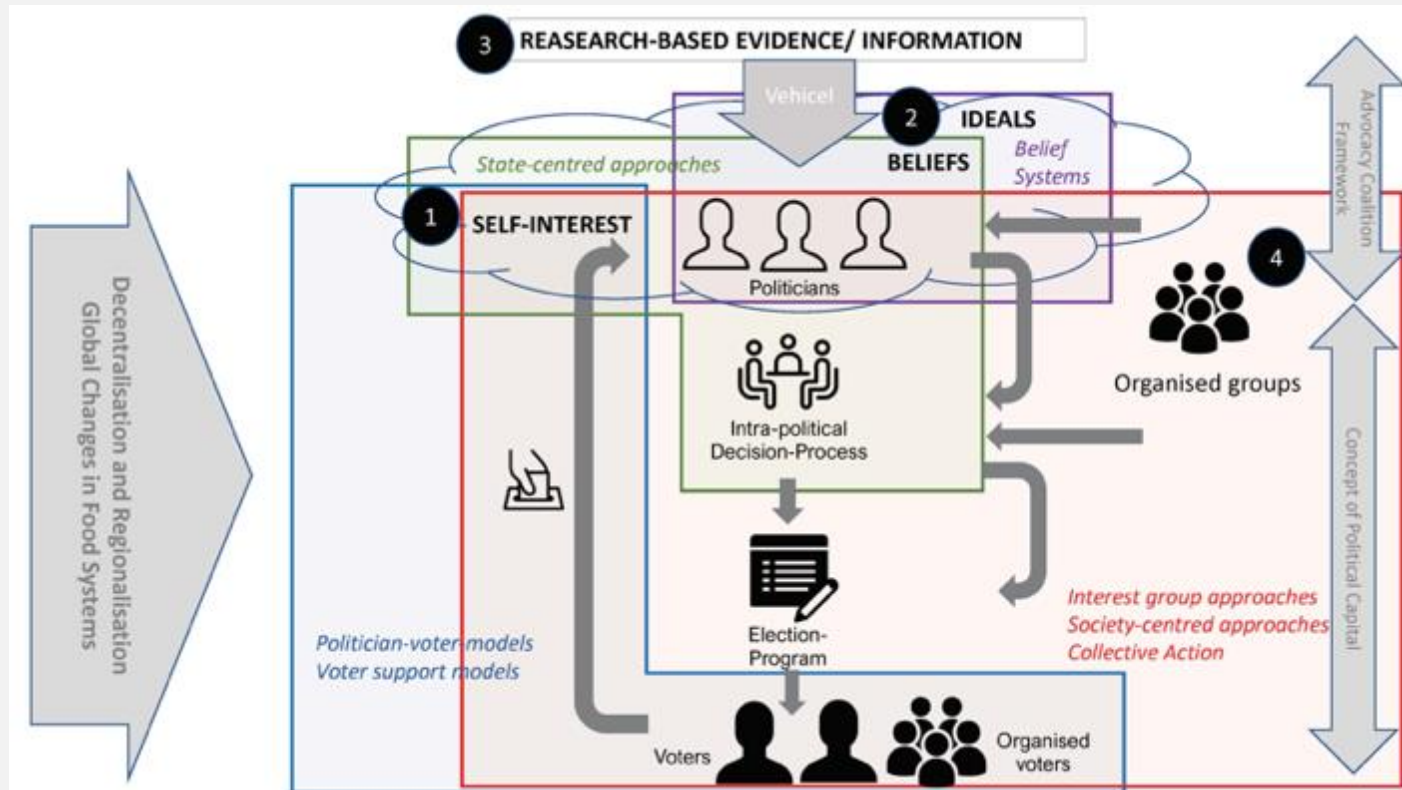 3
REASEARCH-BASED EVIDENCE/ INFORMATION
Vehicel
2
IDEALS
BELIEFS
Belief
Systems
State-centred approaches
1
SELF-INTEREST
Politicians
4
Organised groups
Intra-political
Decision-Process
Election-
Program
Interest group approaches
Society-centred approaches
Collective Action
Politician-voter-models
Voter support models
Voters
Organised
voters
Decentralisation and Regionalisation
Global Changes in Food Systems
Advocacy Coalition
Framework
Concept of Political Capital